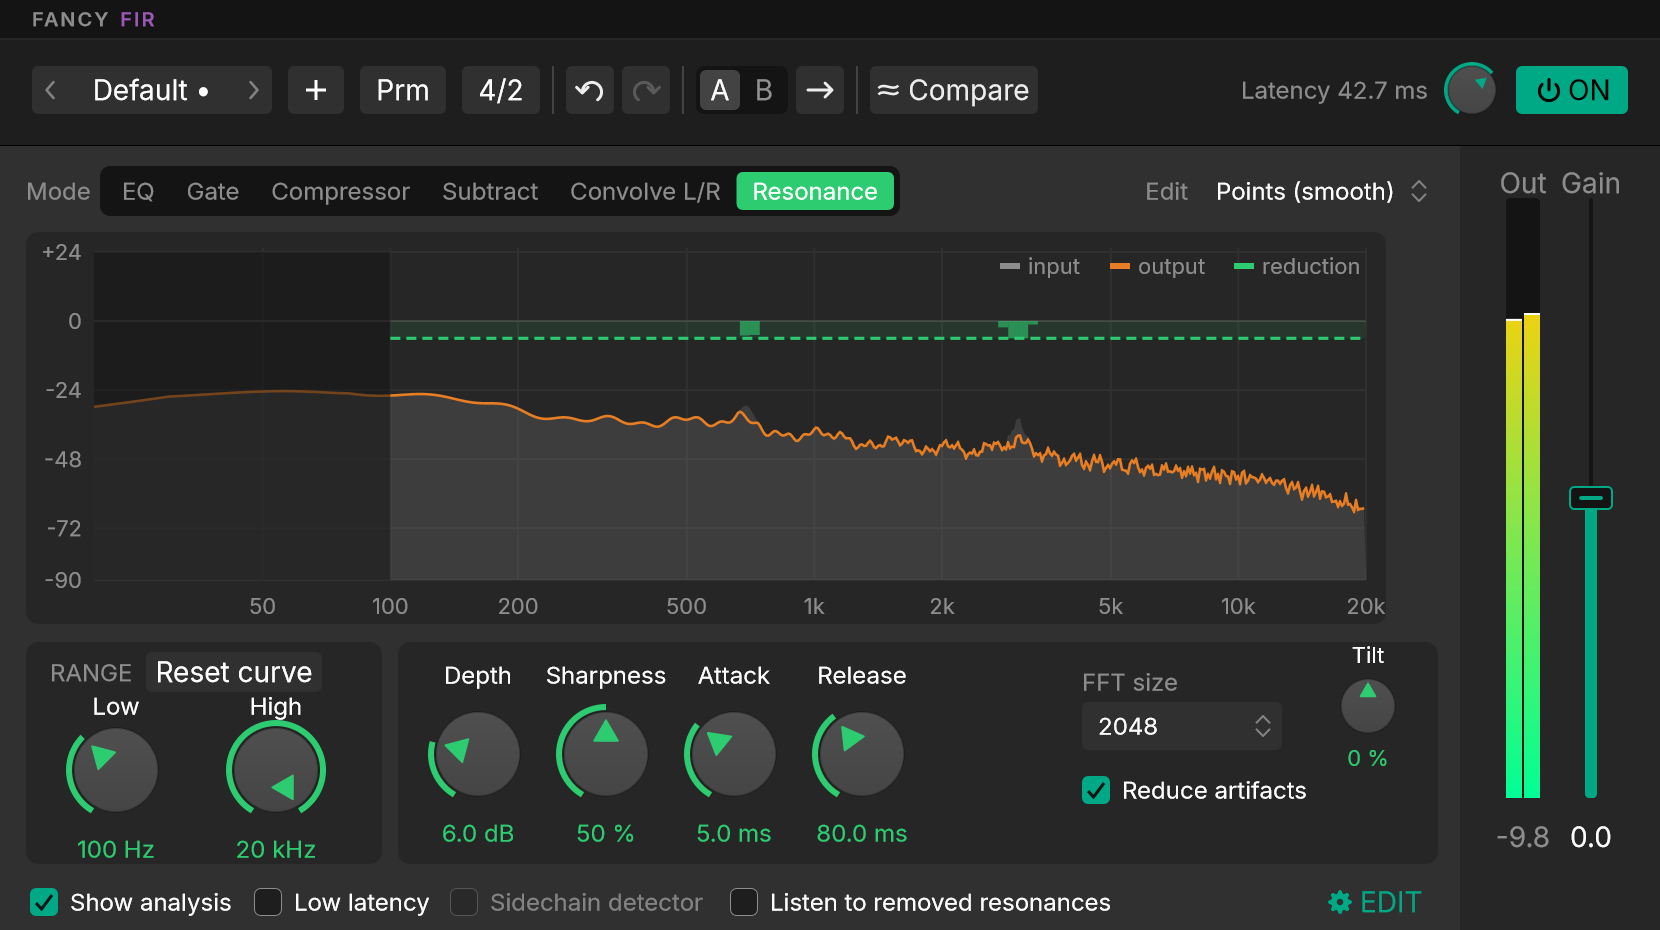 FANCY FIR
Default • + Prm 4/2 A B → ≈ Compare Latency 42.7 ms ON
Mode EQ Gate Compressor Subtract Convolve L/R Resonance Edit Points (smooth)
Out Gain
+24
input output reduction
0
-24
-48
-72
-90
50 100 200 500 1k 2k 5k 10k 20k
RANGE Reset curve
Low High
100 Hz 20 kHz
Depth Sharpness Attack Release
6.0 dB 50 % 5.0 ms 80.0 ms
FFT size
2048
Reduce artifacts
Tilt
0 %
-9.8 0.0
Show analysis Low latency Sidechain detector Listen to removed resonances EDIT